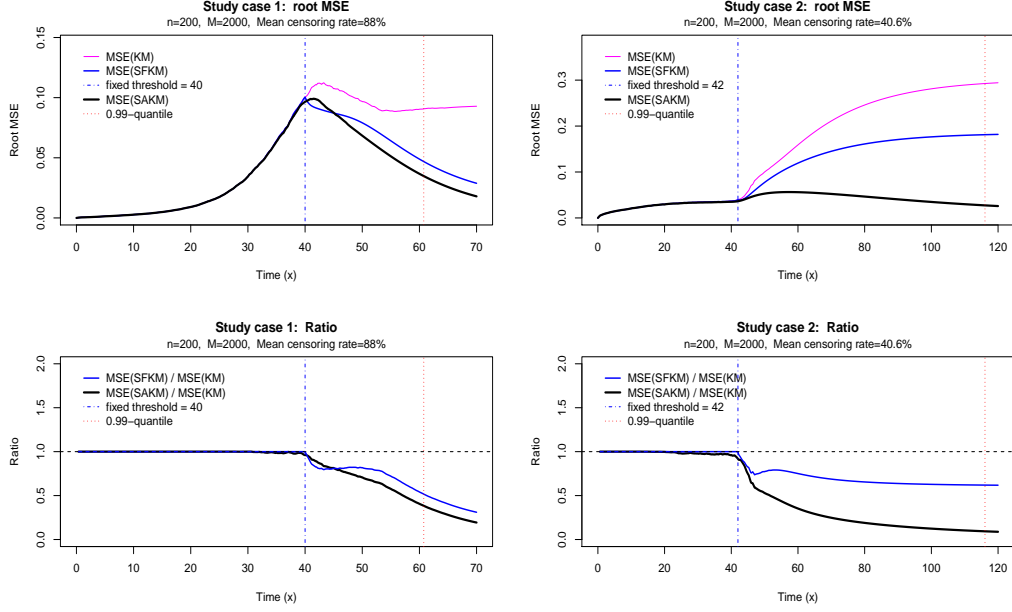 Study case 1: root MSE
n=200, M=2000, Mean censoring rate=88%
Root MSE
0.00
0.05
0.10
0.15
MSE(KM)
MSE(SFKM)
fixed threshold = 40
MSE(SAKM)
0.99−quantile
0 10 20 30 40 50 60 70
Time (x)
Study case 2: root MSE
n=200, M=2000, Mean censoring rate=40.6%
Root MSE
0.0
0.1
0.2
0.3
MSE(KM)
MSE(SFKM)
fixed threshold = 42
MSE(SAKM)
0.99−quantile
0 20 40 60 80 100 120
Time (x)
Study case 1: Ratio
n=200, M=2000, Mean censoring rate=88%
Ratio
0.0
0.5
1.0
1.5
2.0
MSE(SFKM) / MSE(KM)
MSE(SAKM) / MSE(KM)
fixed threshold = 40
0.99−quantile
0 10 20 30 40 50 60 70
Time (x)
Study case 2: Ratio
n=200, M=2000, Mean censoring rate=40.6%
Ratio
0.0
0.5
1.0
1.5
2.0
MSE(SFKM) / MSE(KM)
MSE(SAKM) / MSE(KM)
fixed threshold = 42
0.99−quantile
0 20 40 60 80 100 120
Time (x)